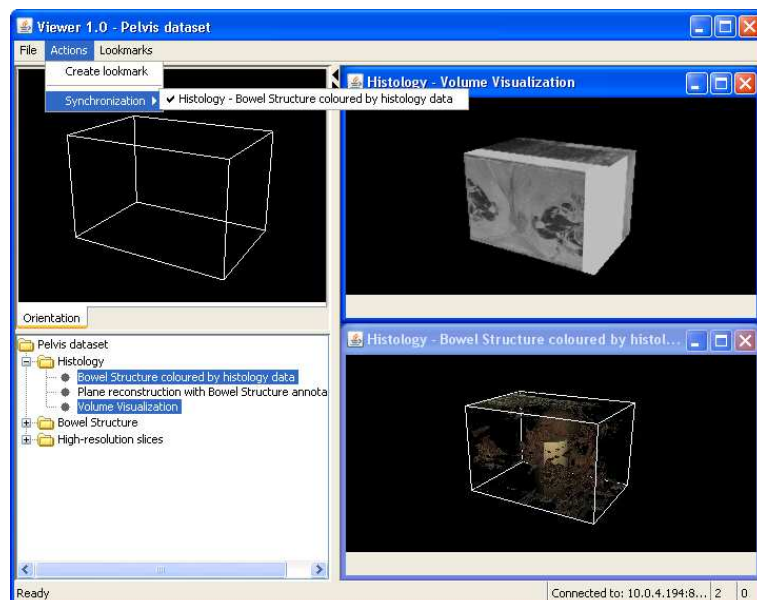 Viewer 1.0 - Pelvis dataset
File Actions Lookmarks
Create lookmark
Synchronization
✔ Histology - Bowel Structure coloured by histology data
Histology - Volume Visualization
Orientation
Pelvis dataset
Histology
Bowel Structure coloured by histology data
Plane reconstruction with Bowel Structure annota
Volume Visualization
Bowel Structure
High-resolution slices
Histology - Bowel Structure coloured by histol...
Ready
Connected to: 10.0.4.194:8... 2 0